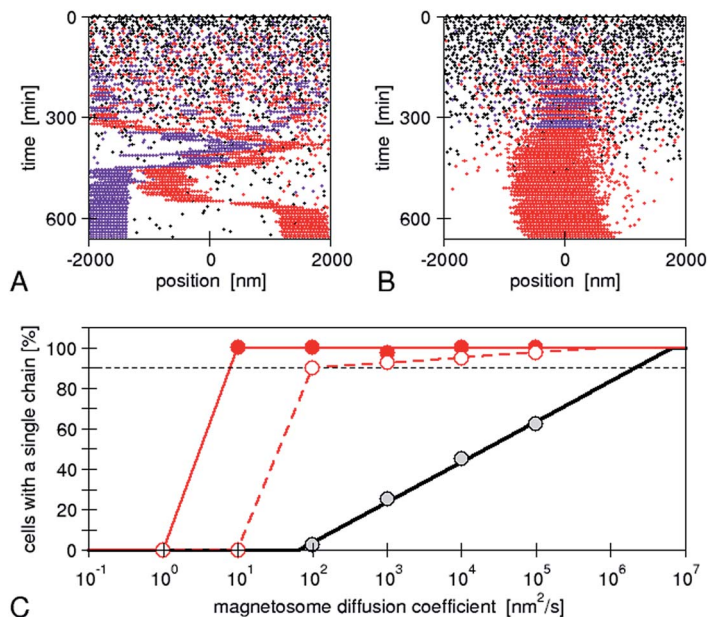 0
300
600
time [min]
-2000 0 2000
position [nm]
A
0
300
600
time [min]
-2000 -1000 0 1000 2000
position [nm]
B
100
80
60
40
20
0
cells with a single chain [%]
10-1 100 101 102 103 104 105 106 107
magnetosome diffusion coefficient [nm2/s]
C